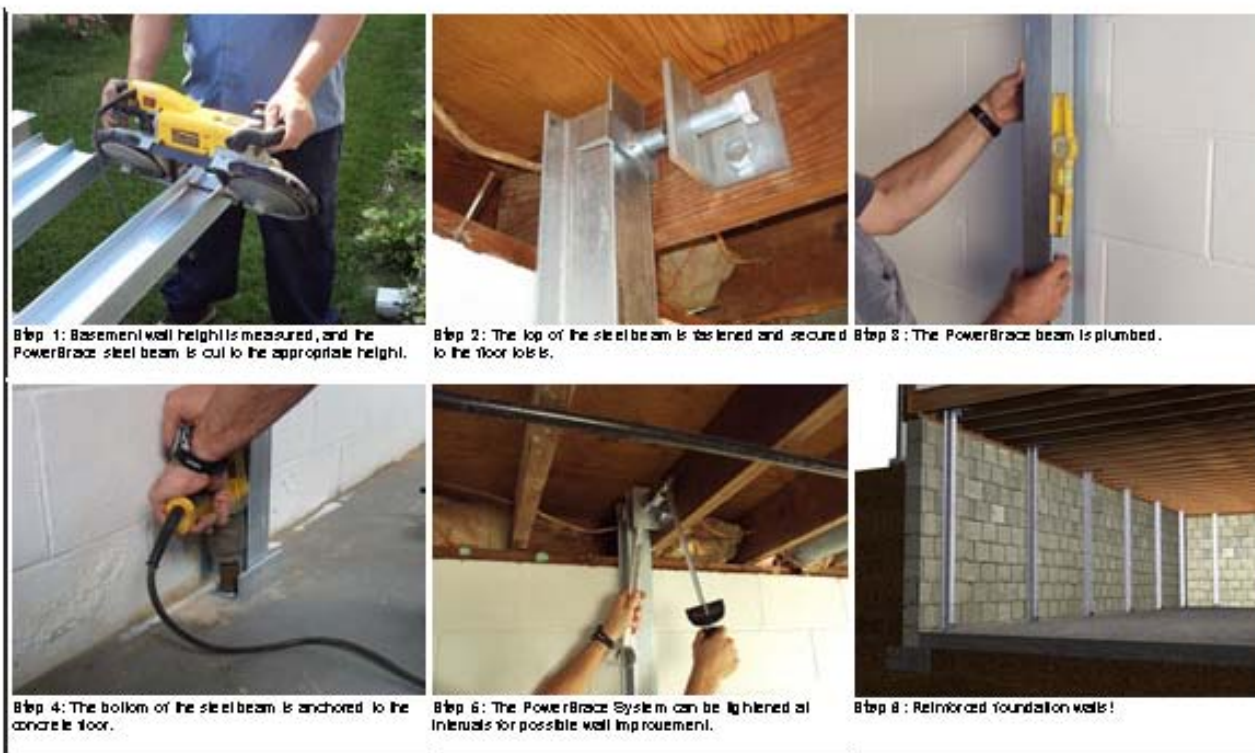 Step 1: Basement wall height is measured, and the
PowerBrace steel beam is cut to the appropriate height.
Step 2: The top of the steel beam is fastened and secured
to the floor joists.
Step 3: The PowerBrace beam is plumbed.
Step 4: The bottom of the steel beam is anchored to the
concrete floor.
Step 5: The PowerBrace System can be tightened at
intervals for possible wall improvement.
Step 6: Reinforced foundation walls!